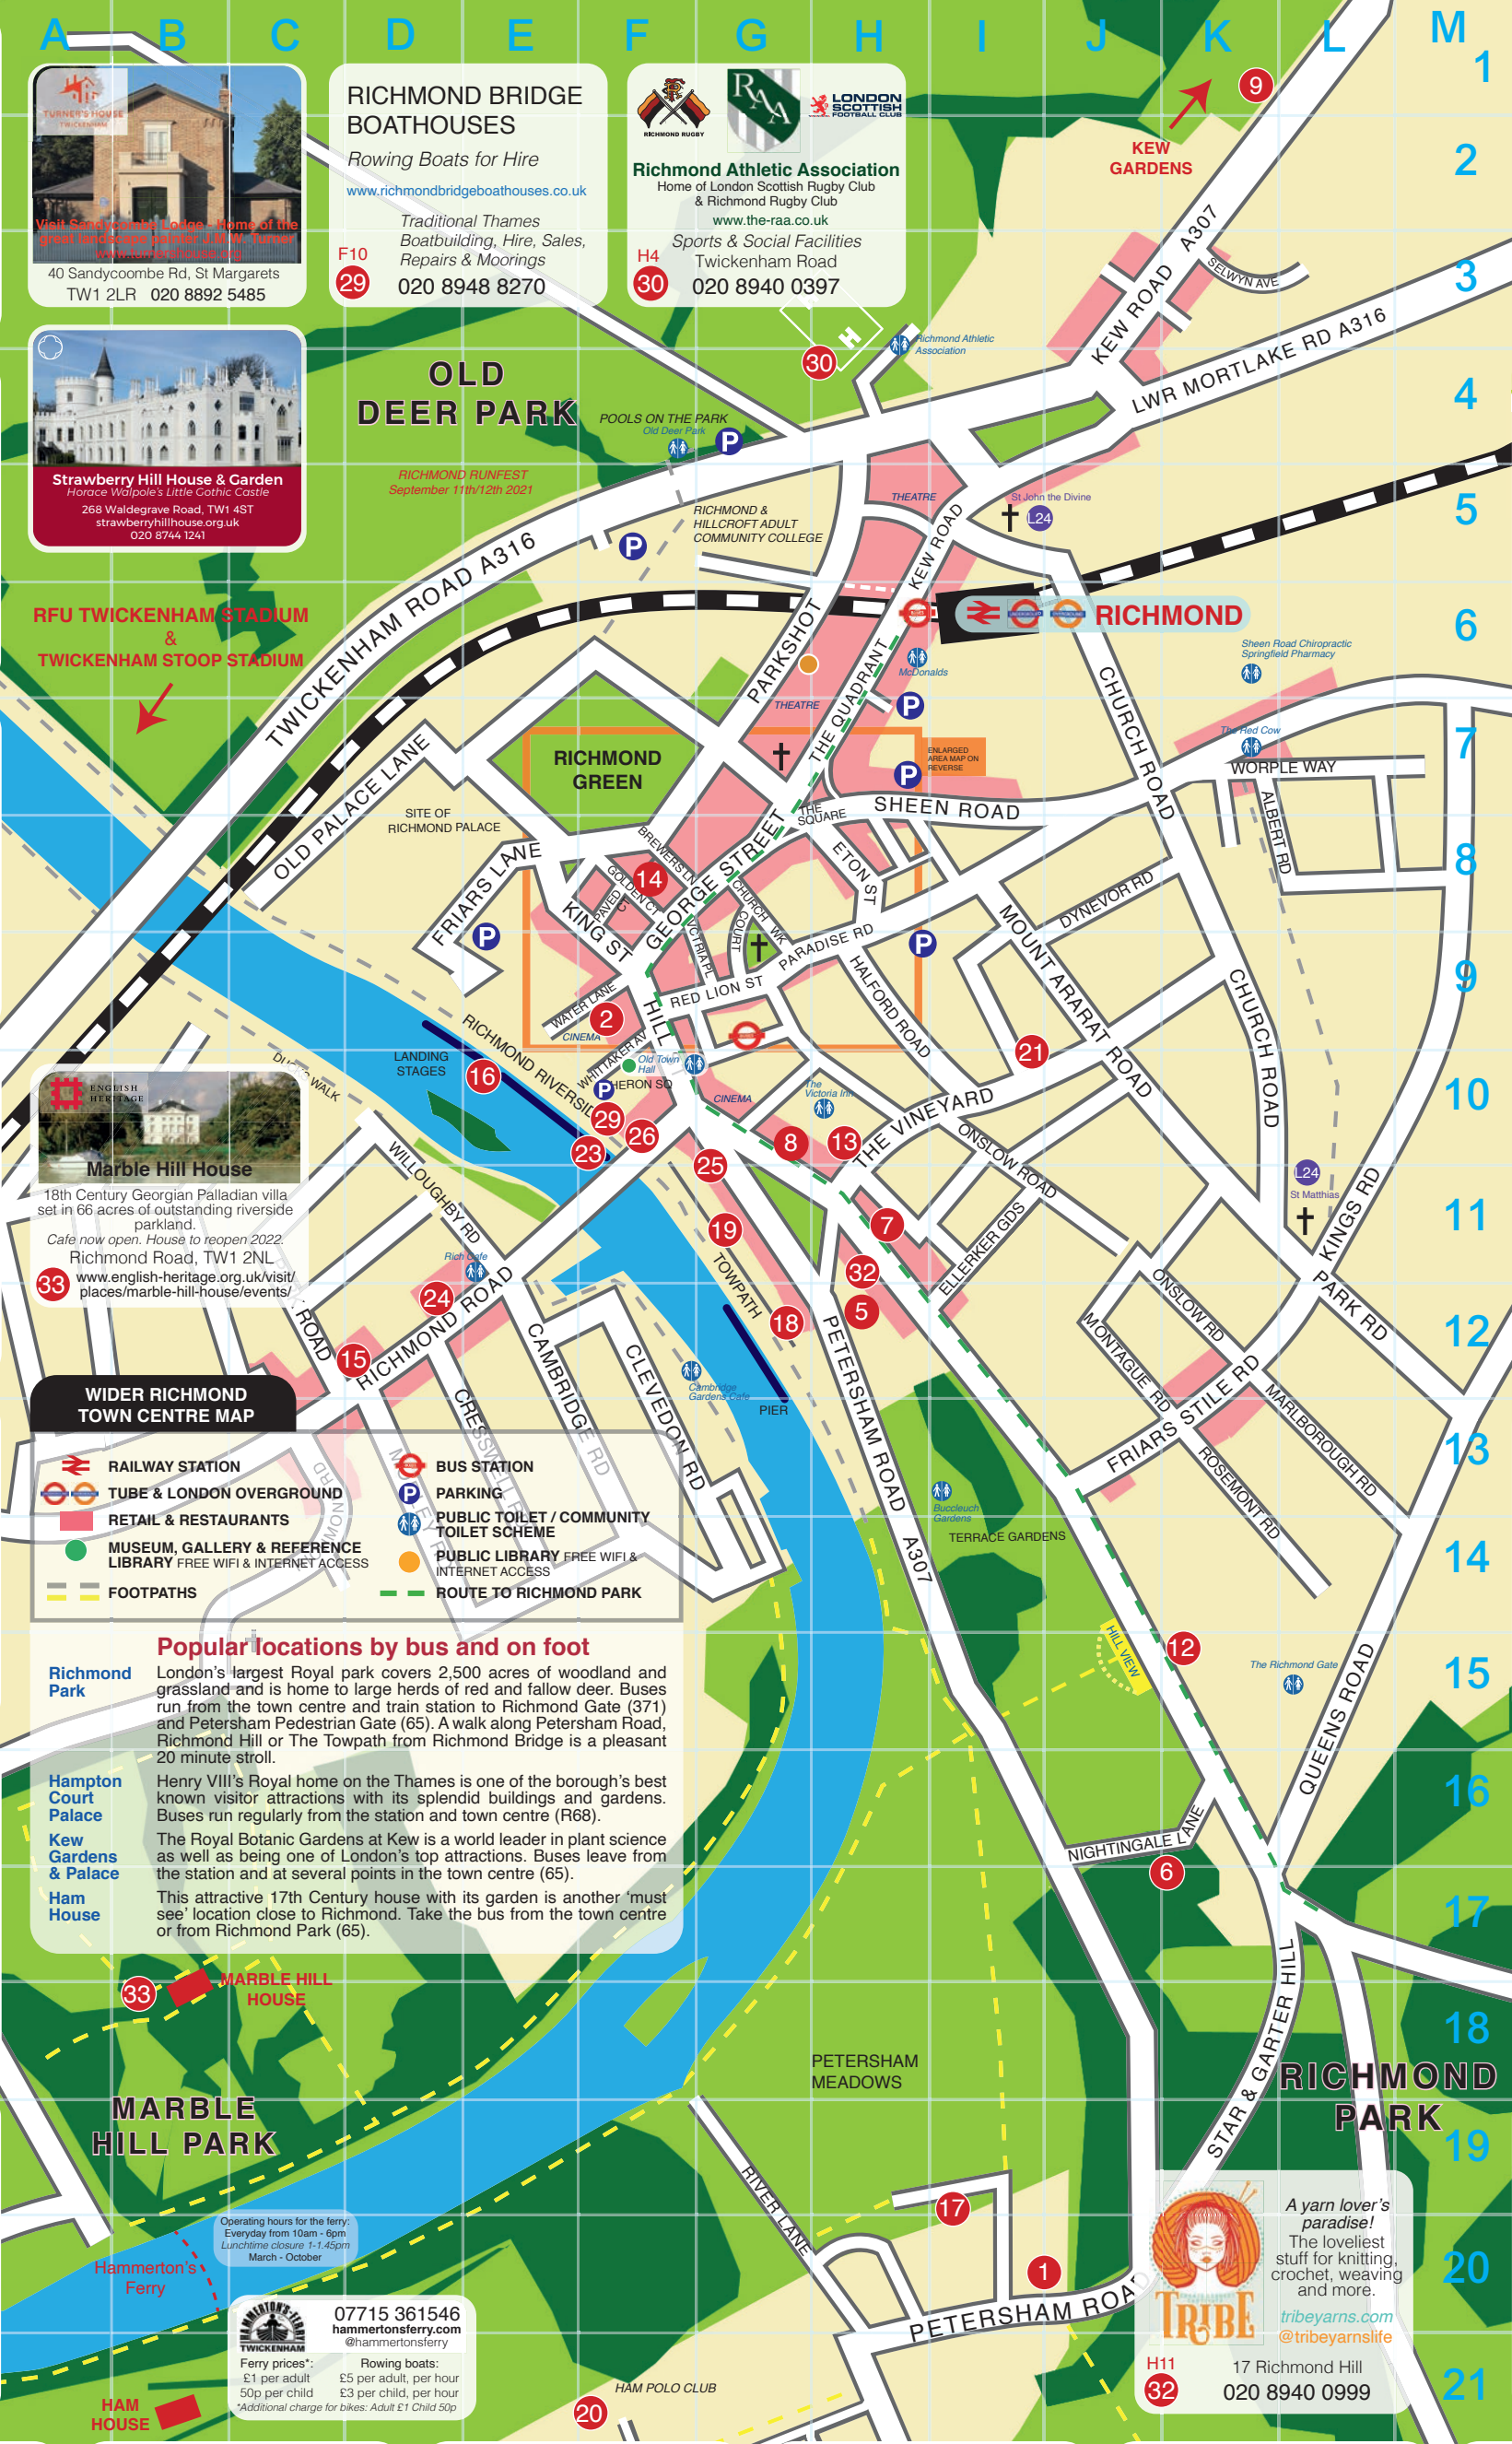 A B C D E F G H I J K L M
1
2
3
4
5
6
7
8
9
10
11
12
13
14
15
16
17
18
19
20
21
TURNER'S HOUSE
TWICKENHAM
Visit Sandycombe Lodge - Home of the
great landscape painter J.M.W. Turner
www.turnershouse.org
40 Sandycoombe Rd, St Margarets
TW1 2LR 020 8892 5485
RICHMOND BRIDGE
BOATHOUSES
Rowing Boats for Hire
www.richmondbridgeboathouses.co.uk
Traditional Thames
Boatbuilding, Hire, Sales,
Repairs & Moorings
F10
29
020 8948 8270
RICHMOND RUGBY
RAA
LONDON
SCOTTISH
FOOTBALL CLUB
Richmond Athletic Association
Home of London Scottish Rugby Club
& Richmond Rugby Club
www.the-raa.co.uk
Sports & Social Facilities
Twickenham Road
H4
30
020 8940 0397
9
KEW
GARDENS
A307
SELWYN AVE
KEW ROAD
LWR MORTLAKE RD A316
Strawberry Hill House & Garden
Horace Walpole's Little Gothic Castle
268 Waldegrave Road, TW1 4ST
strawberryhillhouse.org.uk
020 8744 1241
OLD
DEER PARK
H
H
30
Richmond Athletic
Association
POOLS ON THE PARK
Old Deer Park
P
RICHMOND RUNFEST
September 11th/12th 2021
RICHMOND &
HILLCROFT ADULT
COMMUNITY COLLEGE
P
THEATRE
St John the Divine
L24
KEW ROAD
TWICKENHAM ROAD A316
RFU TWICKENHAM STADIUM
&
TWICKENHAM STOOP STADIUM
PARKSHOT
RICHMOND
McDonalds
Sheen Road Chiropractic
Springfield Pharmacy
THEATRE
THE QUADRANT
P
CHURCH ROAD
The Red Cow
WORPLE WAY
ALBERT RD
ENLARGED
AREA MAP ON
REVERSE
P
RICHMOND
GREEN
OLD PALACE LANE
SITE OF
RICHMOND PALACE
THE
SQUARE
SHEEN ROAD
FRIARS LANE
BREWERS LN
GOLDEN CT
PAVED C
14
GEORGE STREET
ETON ST
CHURCH WK
COURT
VCTRIA PL
KING ST
PARADISE RD
P
P
DYNEVOR RD
MOUNT ARARAT ROAD
HALFORD ROAD
RED LION ST
HILL
WATER LANE
2
CINEMA
WHITTAKER AV
Old Town
Hall
HERON SQ
P
RICHMOND RIVERSIDE
LANDING
STAGES
16
DUCKS WALK
29
26
23
25
CINEMA
The
Victoria Inn
8
13
THE VINEYARD
21
ONSLOW ROAD
CHURCH ROAD
L24
St Matthias
KINGS RD
ENGLISH
HERITAGE
Marble Hill House
18th Century Georgian Palladian villa
set in 66 acres of outstanding riverside
parkland.
Cafe now open. House to reopen 2022.
Richmond Road, TW1 2NL
33
www.english-heritage.org.uk/visit/
places/marble-hill-house/events/
WILLOUGHBY RD
Rich Cafe
24
ROAD
15
RICHMOND ROAD
19
TOWPATH
18
7
32
5
ELLERKER GDS
PARK RD
ONSLOW RD
MONTAGUE RD
FRIARS STILE RD
MARLBOROUGH RD
ROSEMONT RD
CAMBRIDGE RD
CLEVEDON RD
CRESSWELL RD
Cambridge
Gardens Cafe
PIER
PETERSHAM ROAD
A307
Buccleuch
Gardens
TERRACE GARDENS
WIDER RICHMOND
TOWN CENTRE MAP
RAILWAY STATION
TUBE & LONDON OVERGROUND
RETAIL & RESTAURANTS
MUSEUM, GALLERY & REFERENCE
LIBRARY FREE WIFI & INTERNET ACCESS
FOOTPATHS
BUS STATION
P PARKING
PUBLIC TOILET / COMMUNITY
TOILET SCHEME
PUBLIC LIBRARY FREE WIFI &
INTERNET ACCESS
ROUTE TO RICHMOND PARK
HILL VIEW
12
The Richmond Gate
QUEENS ROAD
Popular locations by bus and on foot
Richmond
Park
London's largest Royal park covers 2,500 acres of woodland and
grassland and is home to large herds of red and fallow deer. Buses
run from the town centre and train station to Richmond Gate (371)
and Petersham Pedestrian Gate (65). A walk along Petersham Road,
Richmond Hill or The Towpath from Richmond Bridge is a pleasant
20 minute stroll.
Hampton
Court
Palace
Henry VIII's Royal home on the Thames is one of the borough's best
known visitor attractions with its splendid buildings and gardens.
Buses run regularly from the station and town centre (R68).
Kew
Gardens
& Palace
The Royal Botanic Gardens at Kew is a world leader in plant science
as well as being one of London's top attractions. Buses leave from
the station and at several points in the town centre (65).
Ham
House
This attractive 17th Century house with its garden is another 'must
see' location close to Richmond. Take the bus from the town centre
or from Richmond Park (65).
NIGHTINGALE LANE
6
STAR & GARTER HILL
RICHMOND
PARK
33
MARBLE HILL
HOUSE
MARBLE
HILL PARK
PETERSHAM
MEADOWS
RIVER LANE
17
1
PETERSHAM ROAD
Operating hours for the ferry:
Everyday from 10am - 6pm
Lunchtime closure 1-1.45pm
March - October
Hammerton's
Ferry
HAMMERTON'S FERRY
TWICKENHAM
07715 361546
hammertonsferry.com
@hammertonsferry
Ferry prices*:
£1 per adult
50p per child
Rowing boats:
£5 per adult, per hour
£3 per child, per hour
*Additional charge for bikes: Adult £1 Child 50p
HAM
HOUSE
20
HAM POLO CLUB
TRIBE
A yarn lover's
paradise!
The loveliest
stuff for knitting,
crochet, weaving
and more.
tribeyarns.com
@tribeyarnslife
H11
32
17 Richmond Hill
020 8940 0999